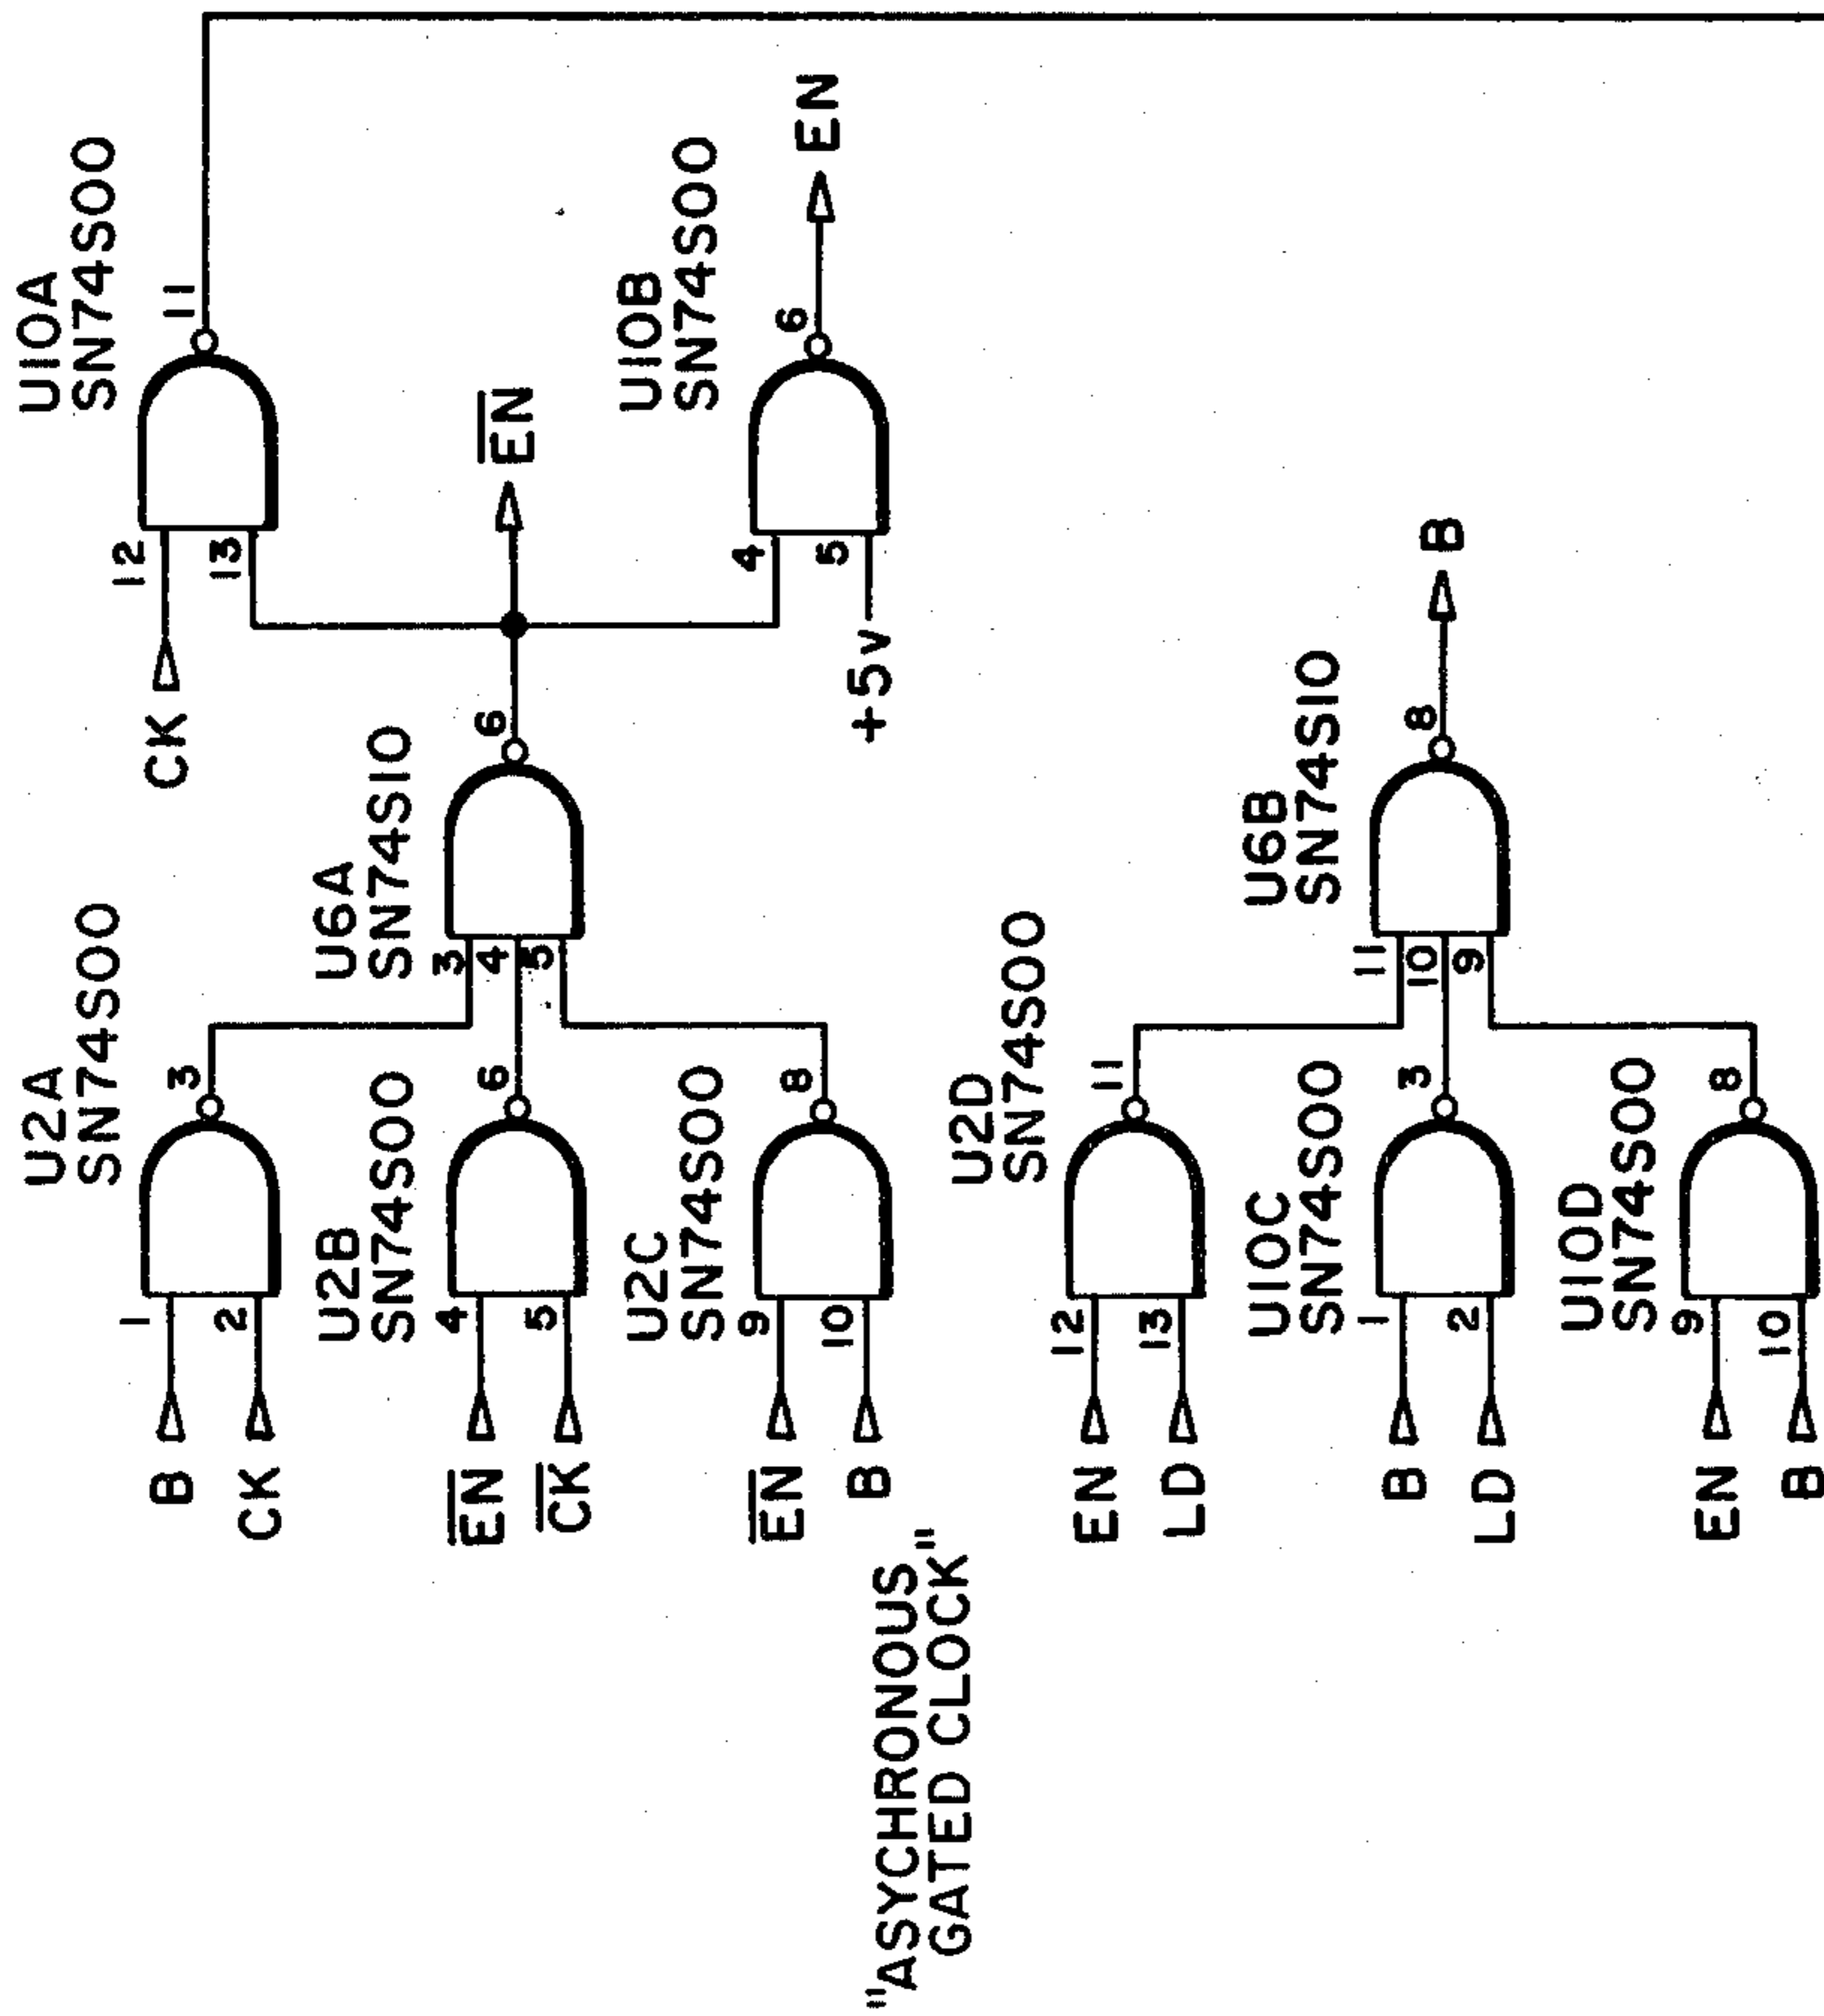 U2A
SN74S00
1
B
2
CK
3
U2B
SN74S00
4
EN
5
CK
6
U2C
SN74S00
9
EN
10
B
8
U6A
SN74S10
3
4
5
6
EN
CK
12
13
U10A
SN74S00
11
4
5
+5v
U10B
SN74S00
6
EN
"ASYCHRONOUS"
GATED CLOCK"
U2D
SN74S00
12
EN
13
LD
11
U10C
SN74S00
1
B
2
LD
3
U10D
SN74S00
9
EN
10
B
8
U6B
SN74S10
11
10
9
8
B